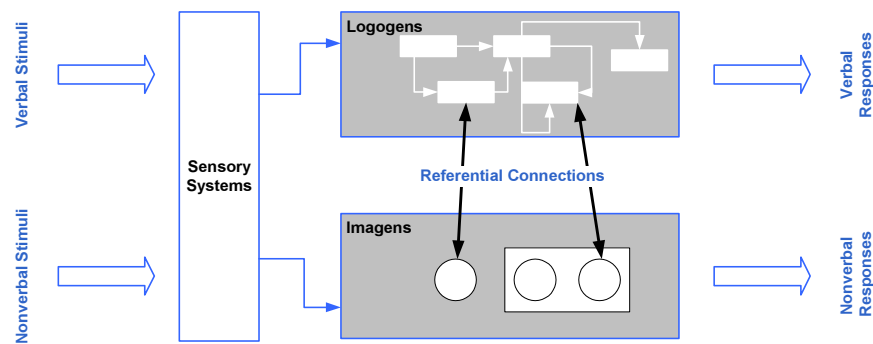 Verbal Stimuli
Nonverbal Stimuli
Sensory
Systems
Logogens
Referential Connections
Imagens
Verbal
Responses
Nonverbal
Responses